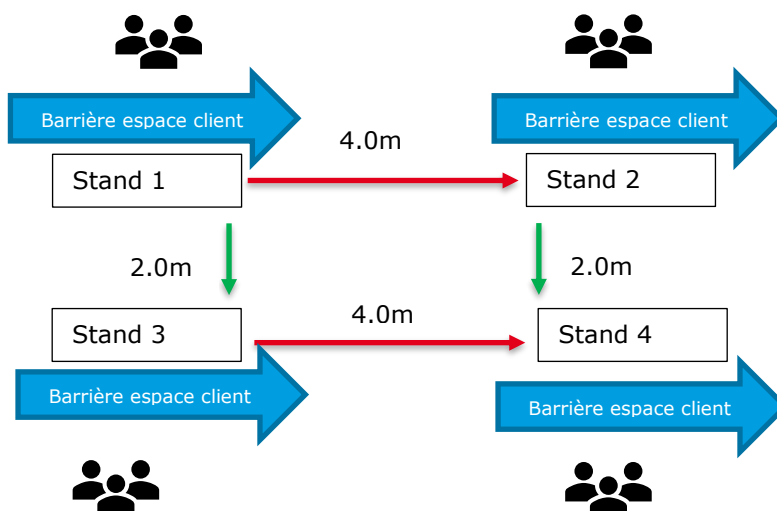 Barrière espace client
Barrière espace client
4.0m
Stand 1
Stand 2
2.0m
2.0m
4.0m
Stand 3
Stand 4
Barrière espace client
Barrière espace client